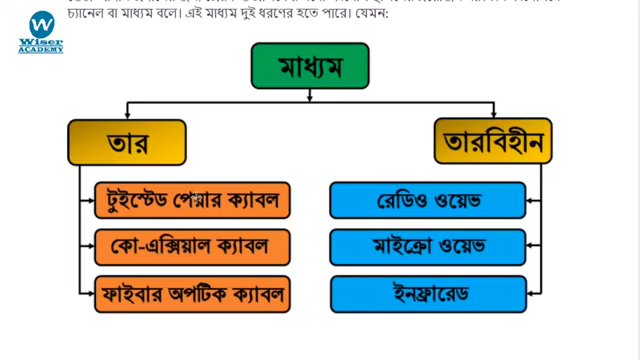 চ্যানেল বা মাধ্যম বলে। এই মাধ্যম দুই ধরণের হতে পারে। যেমন:
W
Wiser
ACADEMY
মাধ্যম
তার
তারবিহীন
টুইস্টেড পেয়ার ক্যাবল
রেডিও ওয়েভ
কো-এক্সিয়াল ক্যাবল
মাইক্রো ওয়েভ
ফাইবার অপটিক ক্যাবল
ইনফ্রারেড